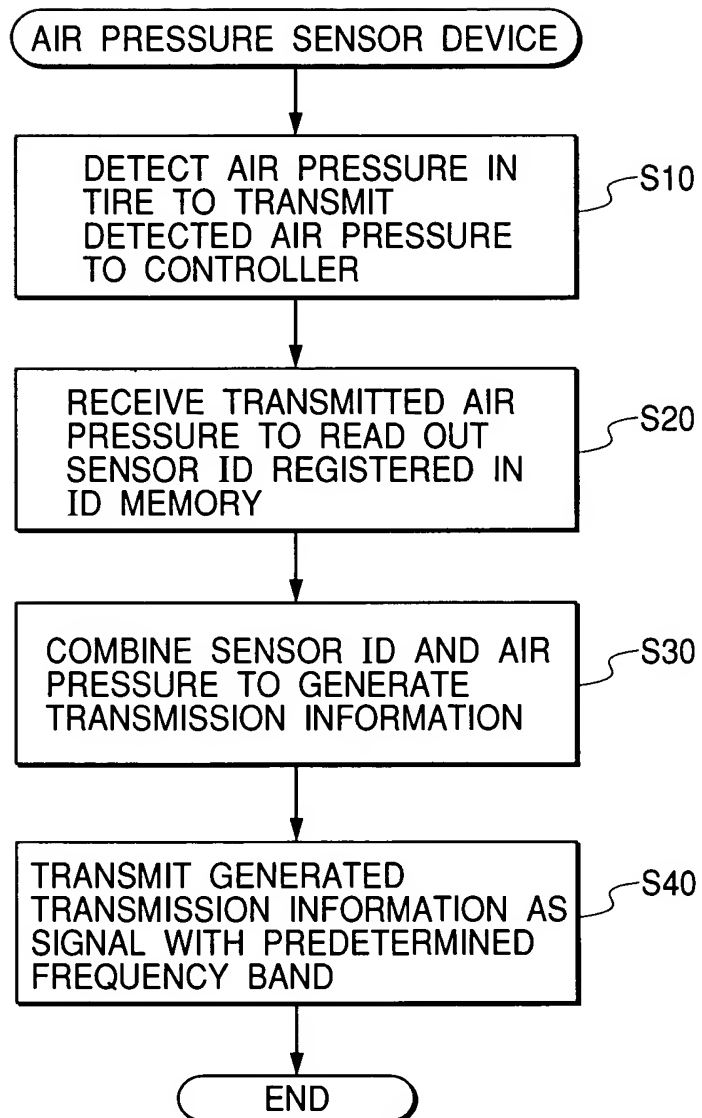 AIR PRESSURE SENSOR DEVICE
DETECT AIR PRESSURE IN
TIRE TO TRANSMIT
DETECTED AIR PRESSURE
TO CONTROLLER
S10
RECEIVE TRANSMITTED AIR
PRESSURE TO READ OUT
SENSOR ID REGISTERED IN
ID MEMORY
S20
COMBINE SENSOR ID AND AIR
PRESSURE TO GENERATE
TRANSMISSION INFORMATION
S30
TRANSMIT GENERATED
TRANSMISSION INFORMATION AS
SIGNAL WITH PREDETERMINED
FREQUENCY BAND
S40
END